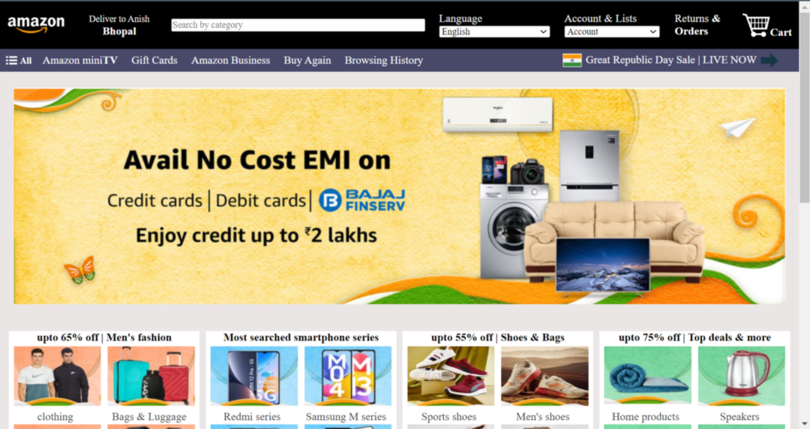 amazon
Deliver to Anish
Bhopal
Search by category
Language
English
Account & Lists
Account
Returns &
Orders
Cart
All
Amazon miniTV
Gift Cards
Amazon Business
Buy Again
Browsing History
Great Republic Day Sale | LIVE NOW
Avail No Cost EMI on
Credit cards | Debit cards |
BAJAJ
FINSERV
Enjoy credit up to ₹2 lakhs
upto 65% off | Men's fashion
clothing
Bags & Luggage
Most searched smartphone series
5G
M04
M13
Redmi series
Samsung M series
upto 55% off | Shoes & Bags
Sports shoes
Men's shoes
upto 75% off | Top deals & more
Home products
Speakers